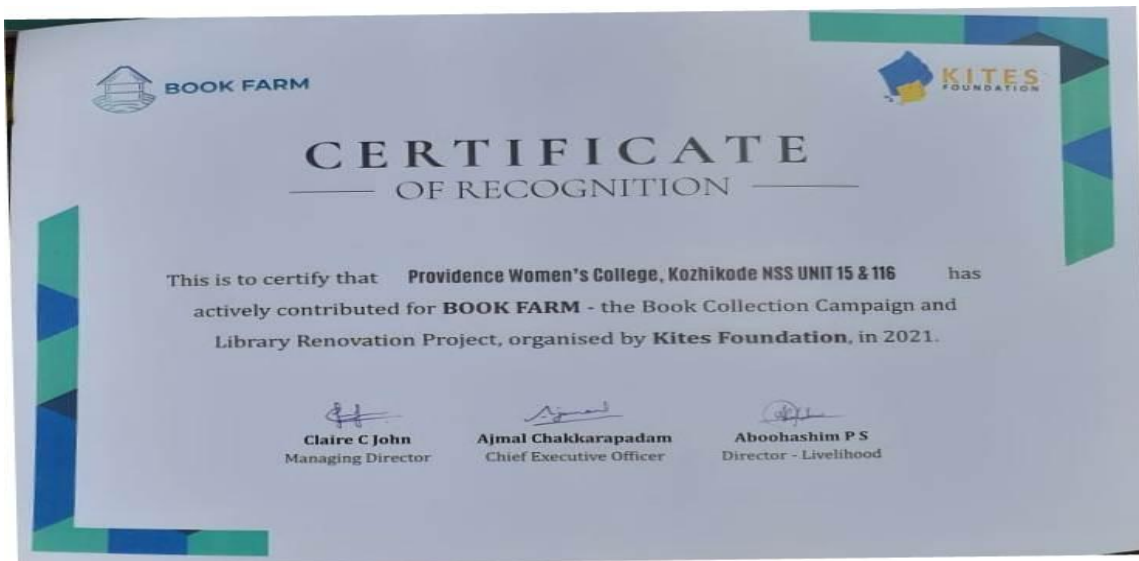 BOOK FARM
KITES
FOUNDATION
CERTIFICATE
OF RECOGNITION
This is to certify that Providence Women's College, Kozhikode NSS UNIT 15 & 116 has
actively contributed for BOOK FARM - the Book Collection Campaign and
Library Renovation Project, organised by Kites Foundation, in 2021.
Claire C John
Managing Director
Ajmal Chakkarapadam
Chief Executive Officer
Aboohashim P S
Director - Livelihood